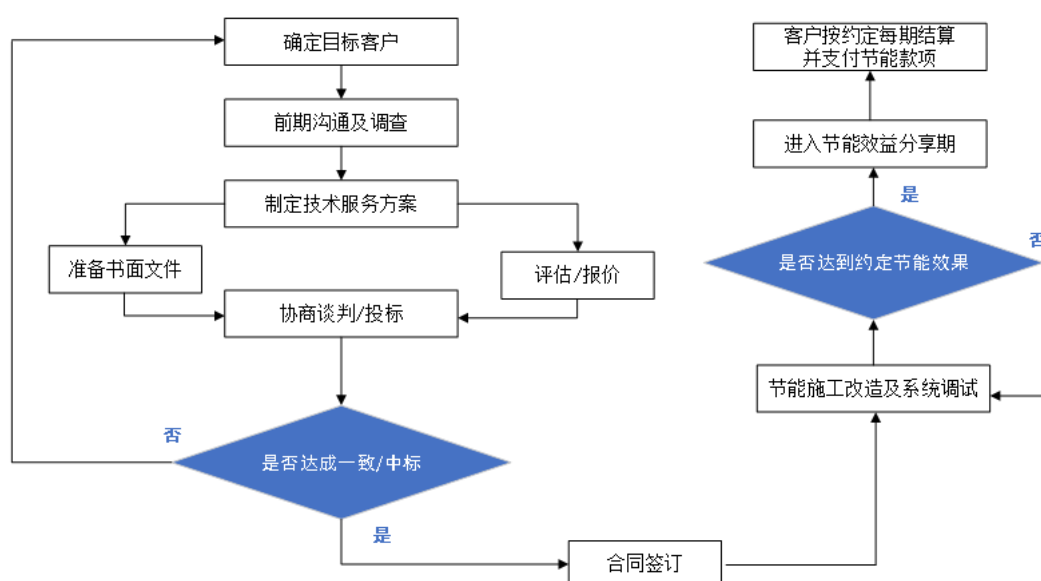 确定目标客户
前期沟通及调查
制定技术服务方案
准备书面文件
评估/报价
协商谈判/投标
否
是否达成一致/中标
是
合同签订
客户按约定每期结算
并支付节能款项
进入节能效益分享期
是
否
是否达到约定节能效果
节能施工改造及系统调试